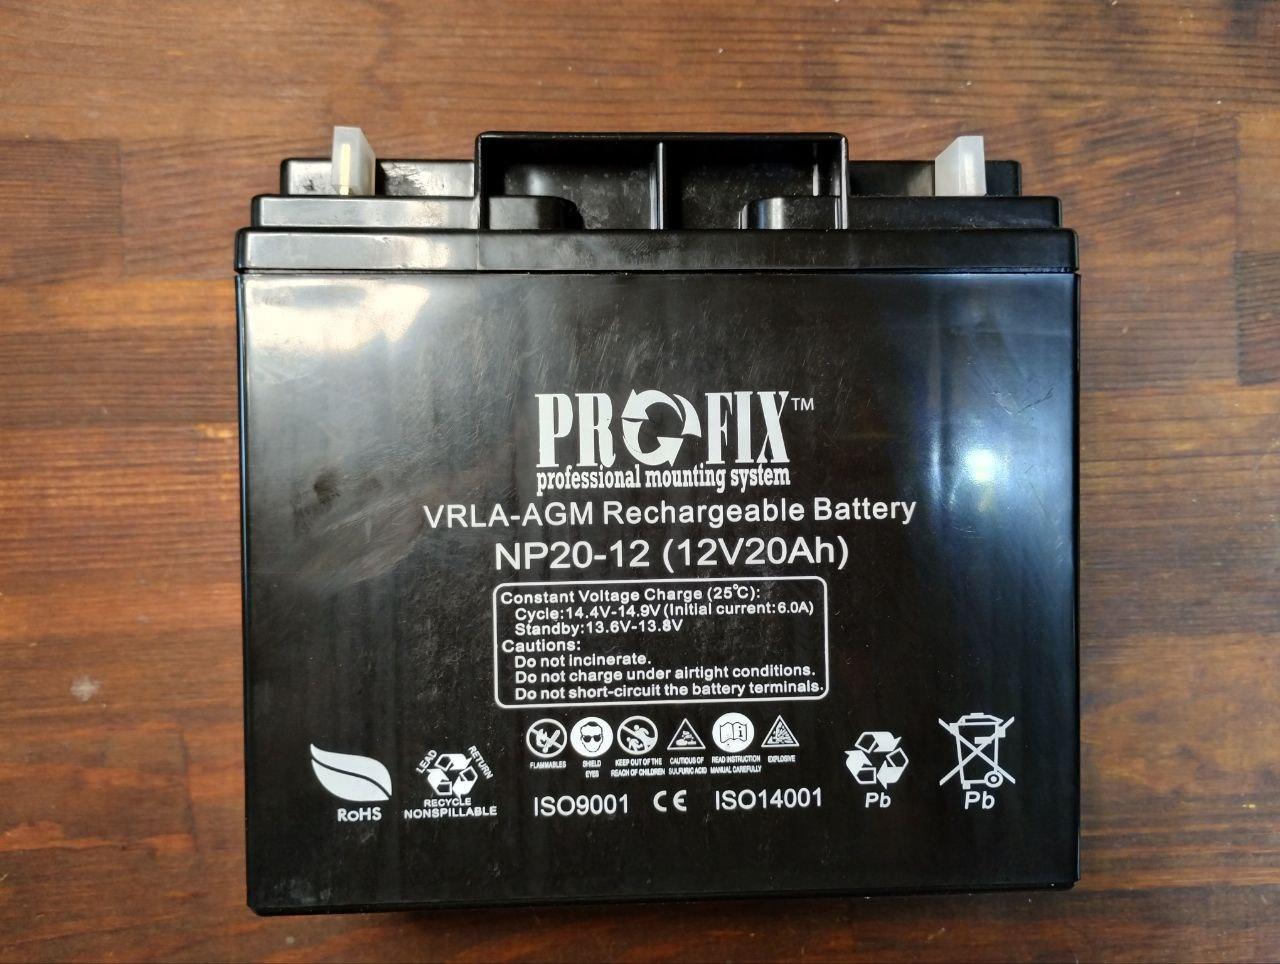 PROFIX™
professional mounting system
VRLA-AGM Rechargeable Battery
NP20-12 (12V20Ah)
Constant Voltage Charge (25℃):
Cycle:14.4V-14.9V(Initial current:6.0A)
Standby:13.6V-13.8V
Cautions:
Do not incinerate.
Do not charge under airtight conditions.
Do not short-circuit the battery terminals.
FLAMMABLES
SHIELD
EYES
KEEP OUT OF THE
REACH OF CHILDREN
CAUTIOUS OF
SULFURIC ACID
READ INSTRUCTION
MANUAL CAREFULLY
EXPLOSIVE
RoHS
LEAD
RETURN
RECYCLE
NONSPILLABLE
ISO9001
CE
ISO14001
Pb
Pb